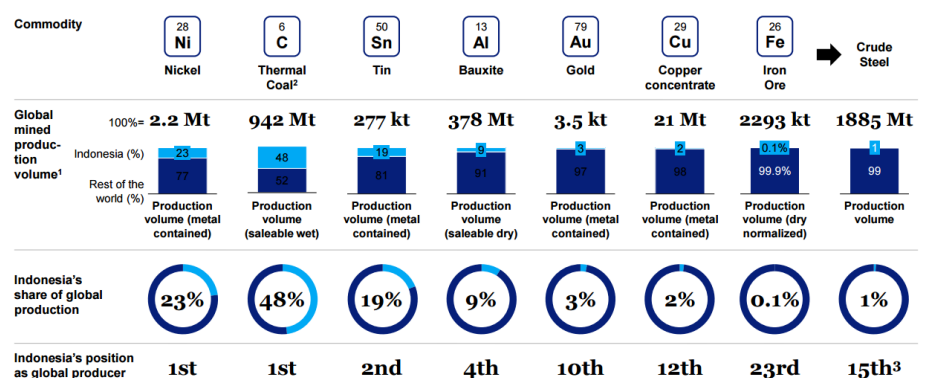 Commodity
28 6 50 13 79 29 26
Ni C Sn Al Au Cu Fe
Crude
Steel
Nickel Thermal Tin Bauxite Gold Copper Iron
Coal² concentrate Ore
Global
mined
produc-
tion
volume¹
100%= 2.2 Mt 942 Mt 277 kt 378 Mt 3.5 kt 21 Mt 2293 kt 1885 Mt
Indonesia (%) 23 48 19 9 3 2 0.1% 1
Rest of the
world (%)
77 52 81 91 97 98 99.9% 99
Production Production Production Production Production Production Production Production
volume (metal volume volume (metal volume volume (metal volume (metal volume (dry volume
contained) (saleable wet) contained) (saleable dry) contained) contained) normalized)
Indonesia's
share of global
production
23% 48% 19% 9% 3% 2% 0.1% 1%
Indonesia's position
as global producer
1st 1st 2nd 4th 10th 12th 23rd 15th³